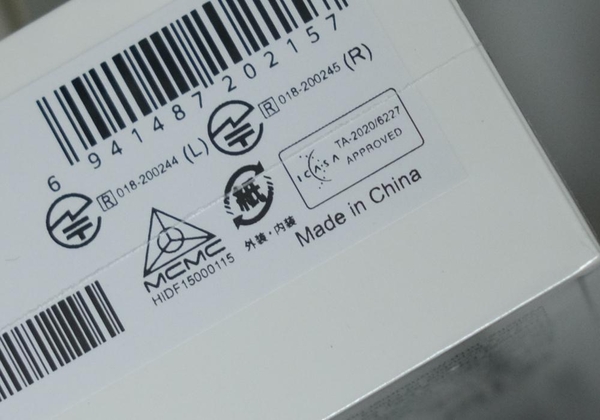 6 941487 202157
R 018-200244 (L)
R 018-200245 (R)
紙
外装・内装
MCMC
HIDF15000115
ICASA
TA-2020/6227
APPROVED
Made in China